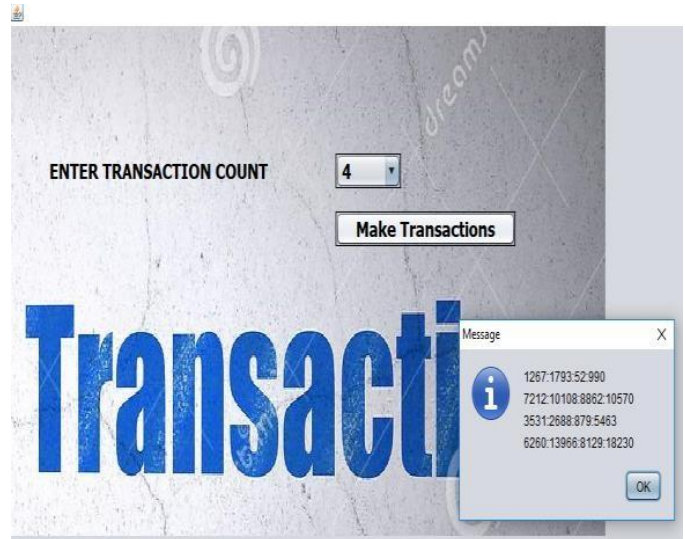 dreams
ENTER TRANSACTION COUNT
4
Make Transactions
Transacti
Message
X
1267:1793:52:990
7212:10108:8862:10570
3531:2688:879:5463
6260:13966:8129:18230
OK